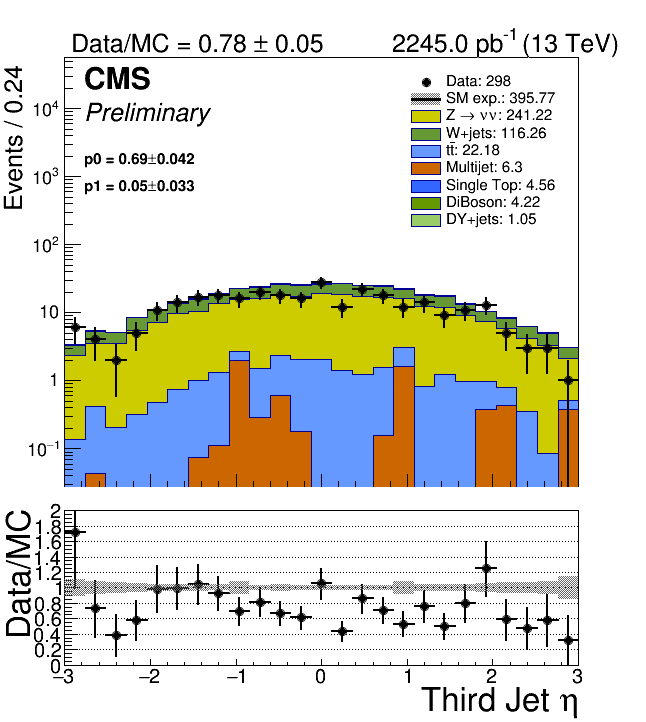 Data/MC = 0.78 ± 0.05
2245.0 pb⁻¹ (13 TeV)
CMS
Preliminary
p0 = 0.69±0.042
p1 = 0.05±0.033
Data: 298
SM exp.: 395.77
Z → νν: 241.22
W+jets: 116.26
tt̄: 22.18
Multijet: 6.3
Single Top: 4.56
DiBoson: 4.22
DY+jets: 1.05
Events / 0.24
10⁴
10³
10²
10
1
10⁻¹
Data/MC
2
1.8
1.6
1.4
1.2
1
0.8
0.6
0.4
0.2
0
−3 −2 −1 0 1 2 3
Third Jet η